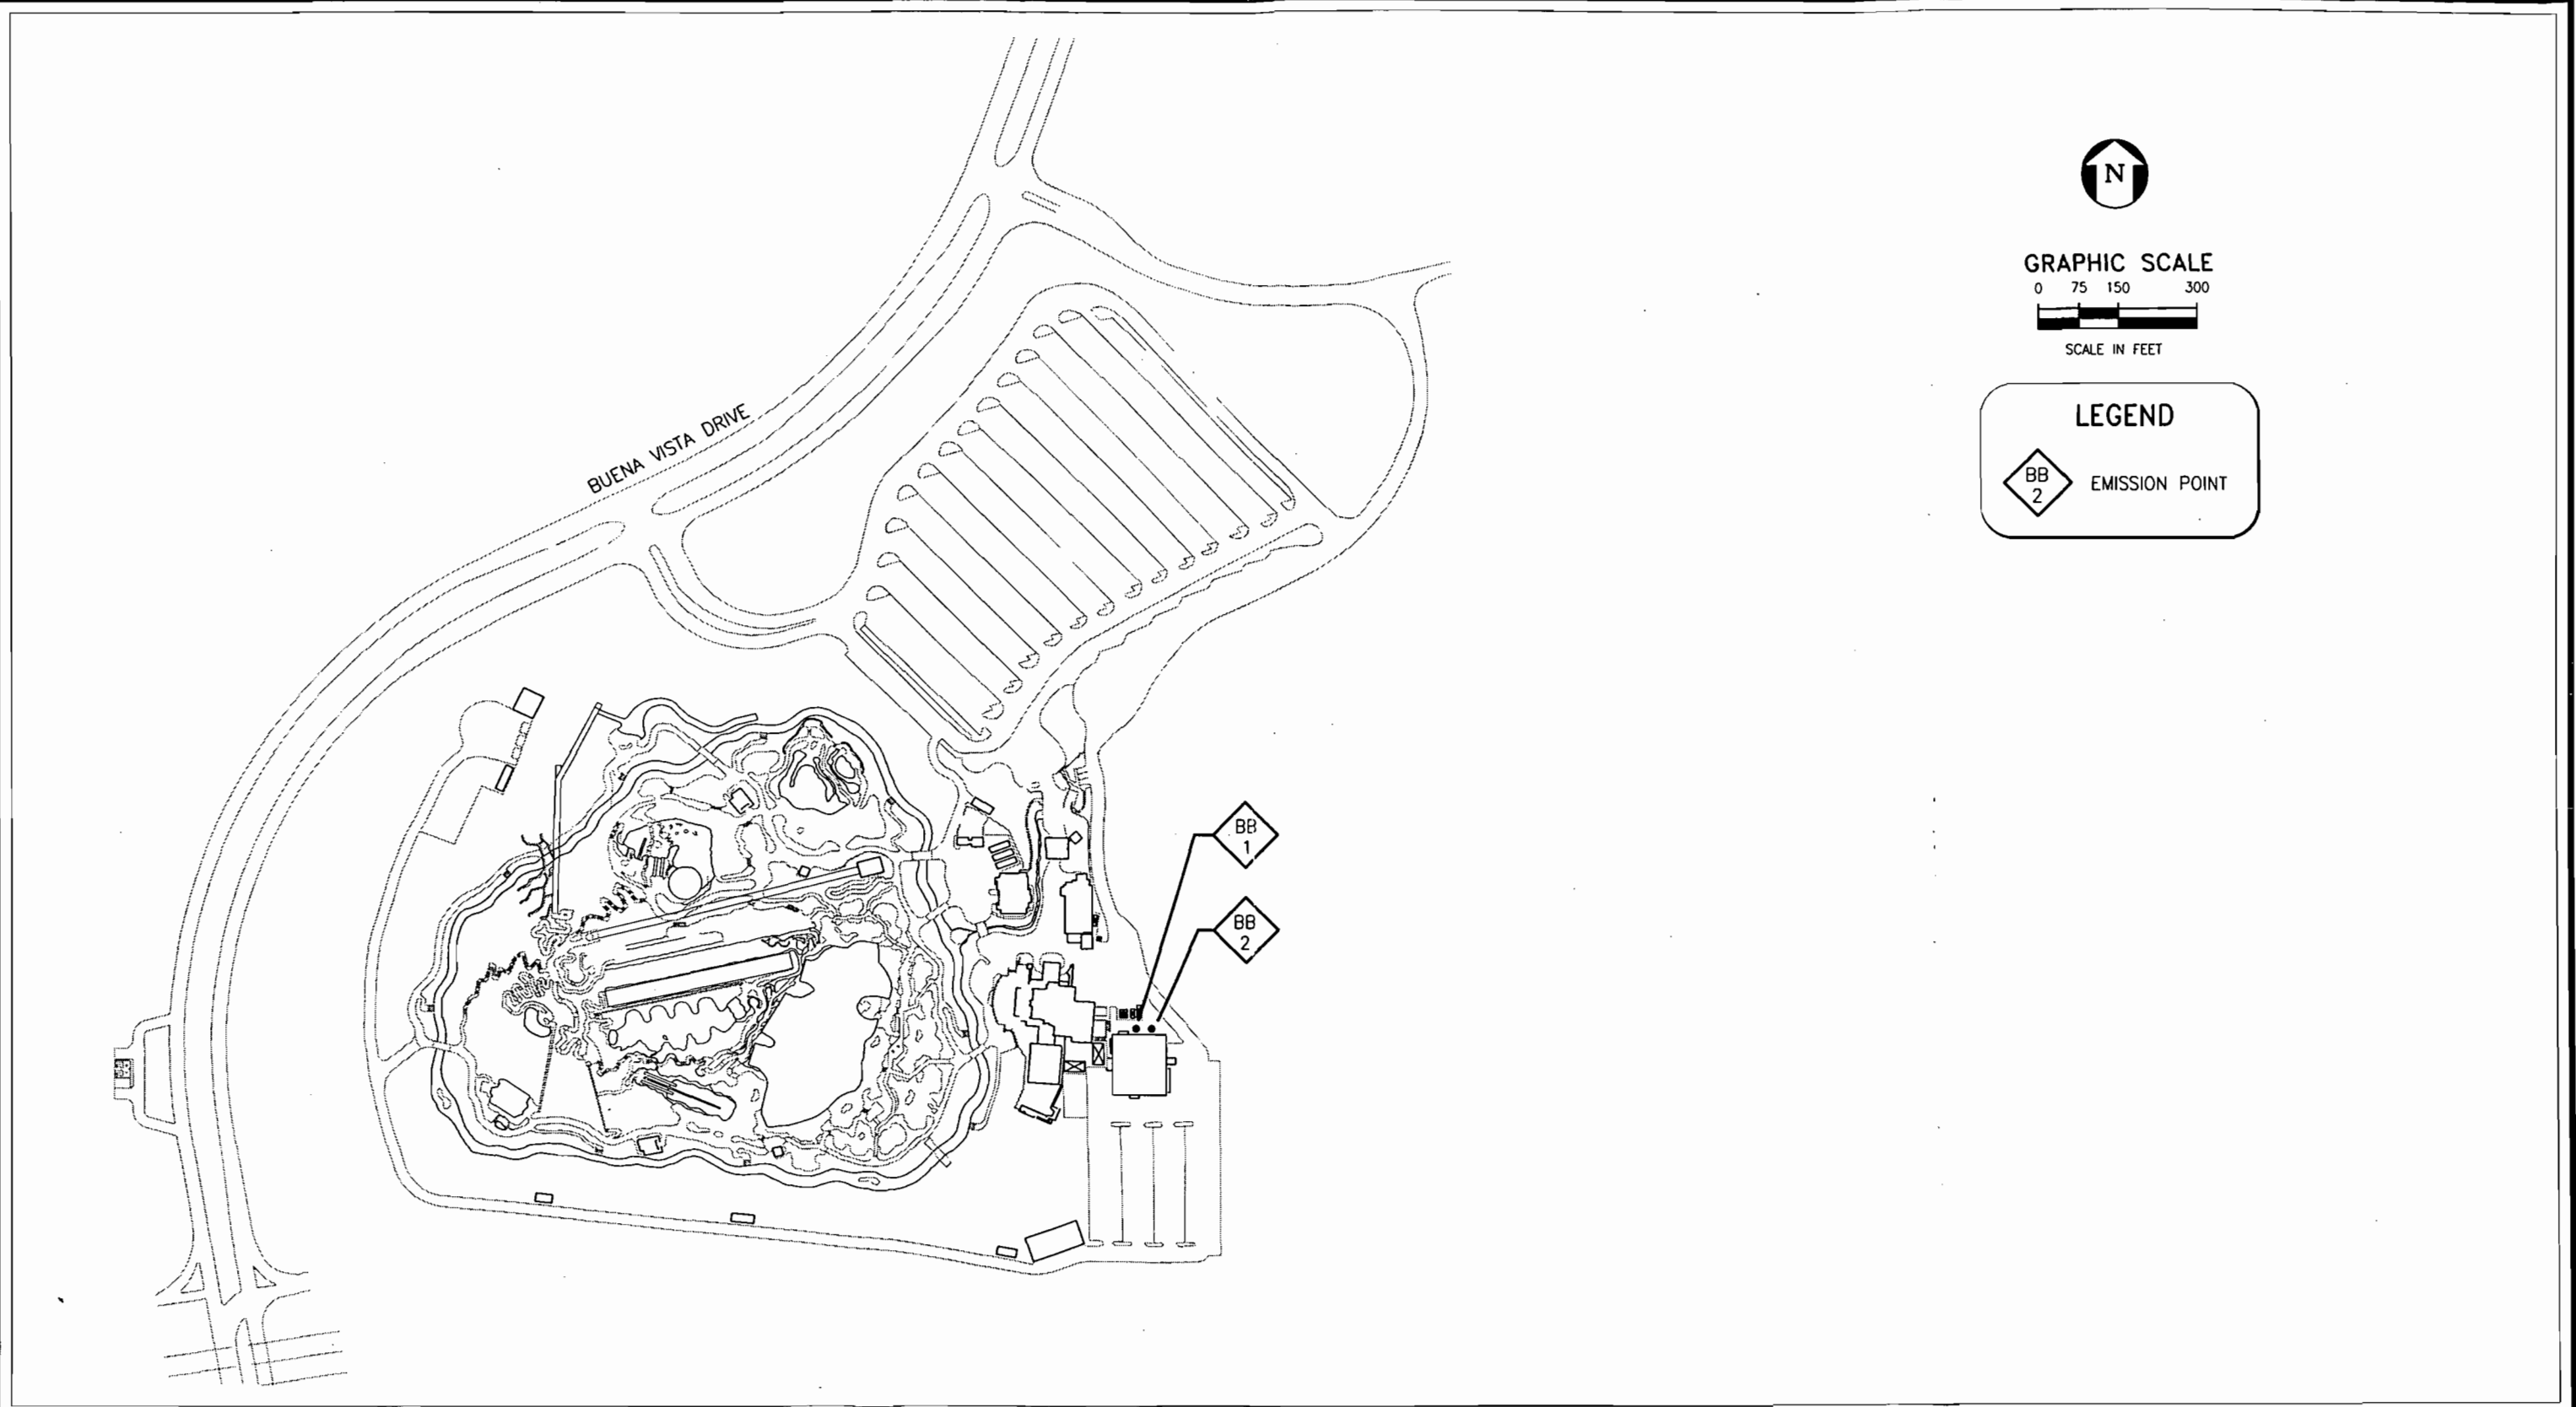 N
GRAPHIC SCALE
0 75 150 300
SCALE IN FEET
LEGEND
BB
2
EMISSION POINT
BUENA VISTA DRIVE
BB
1
BB
2